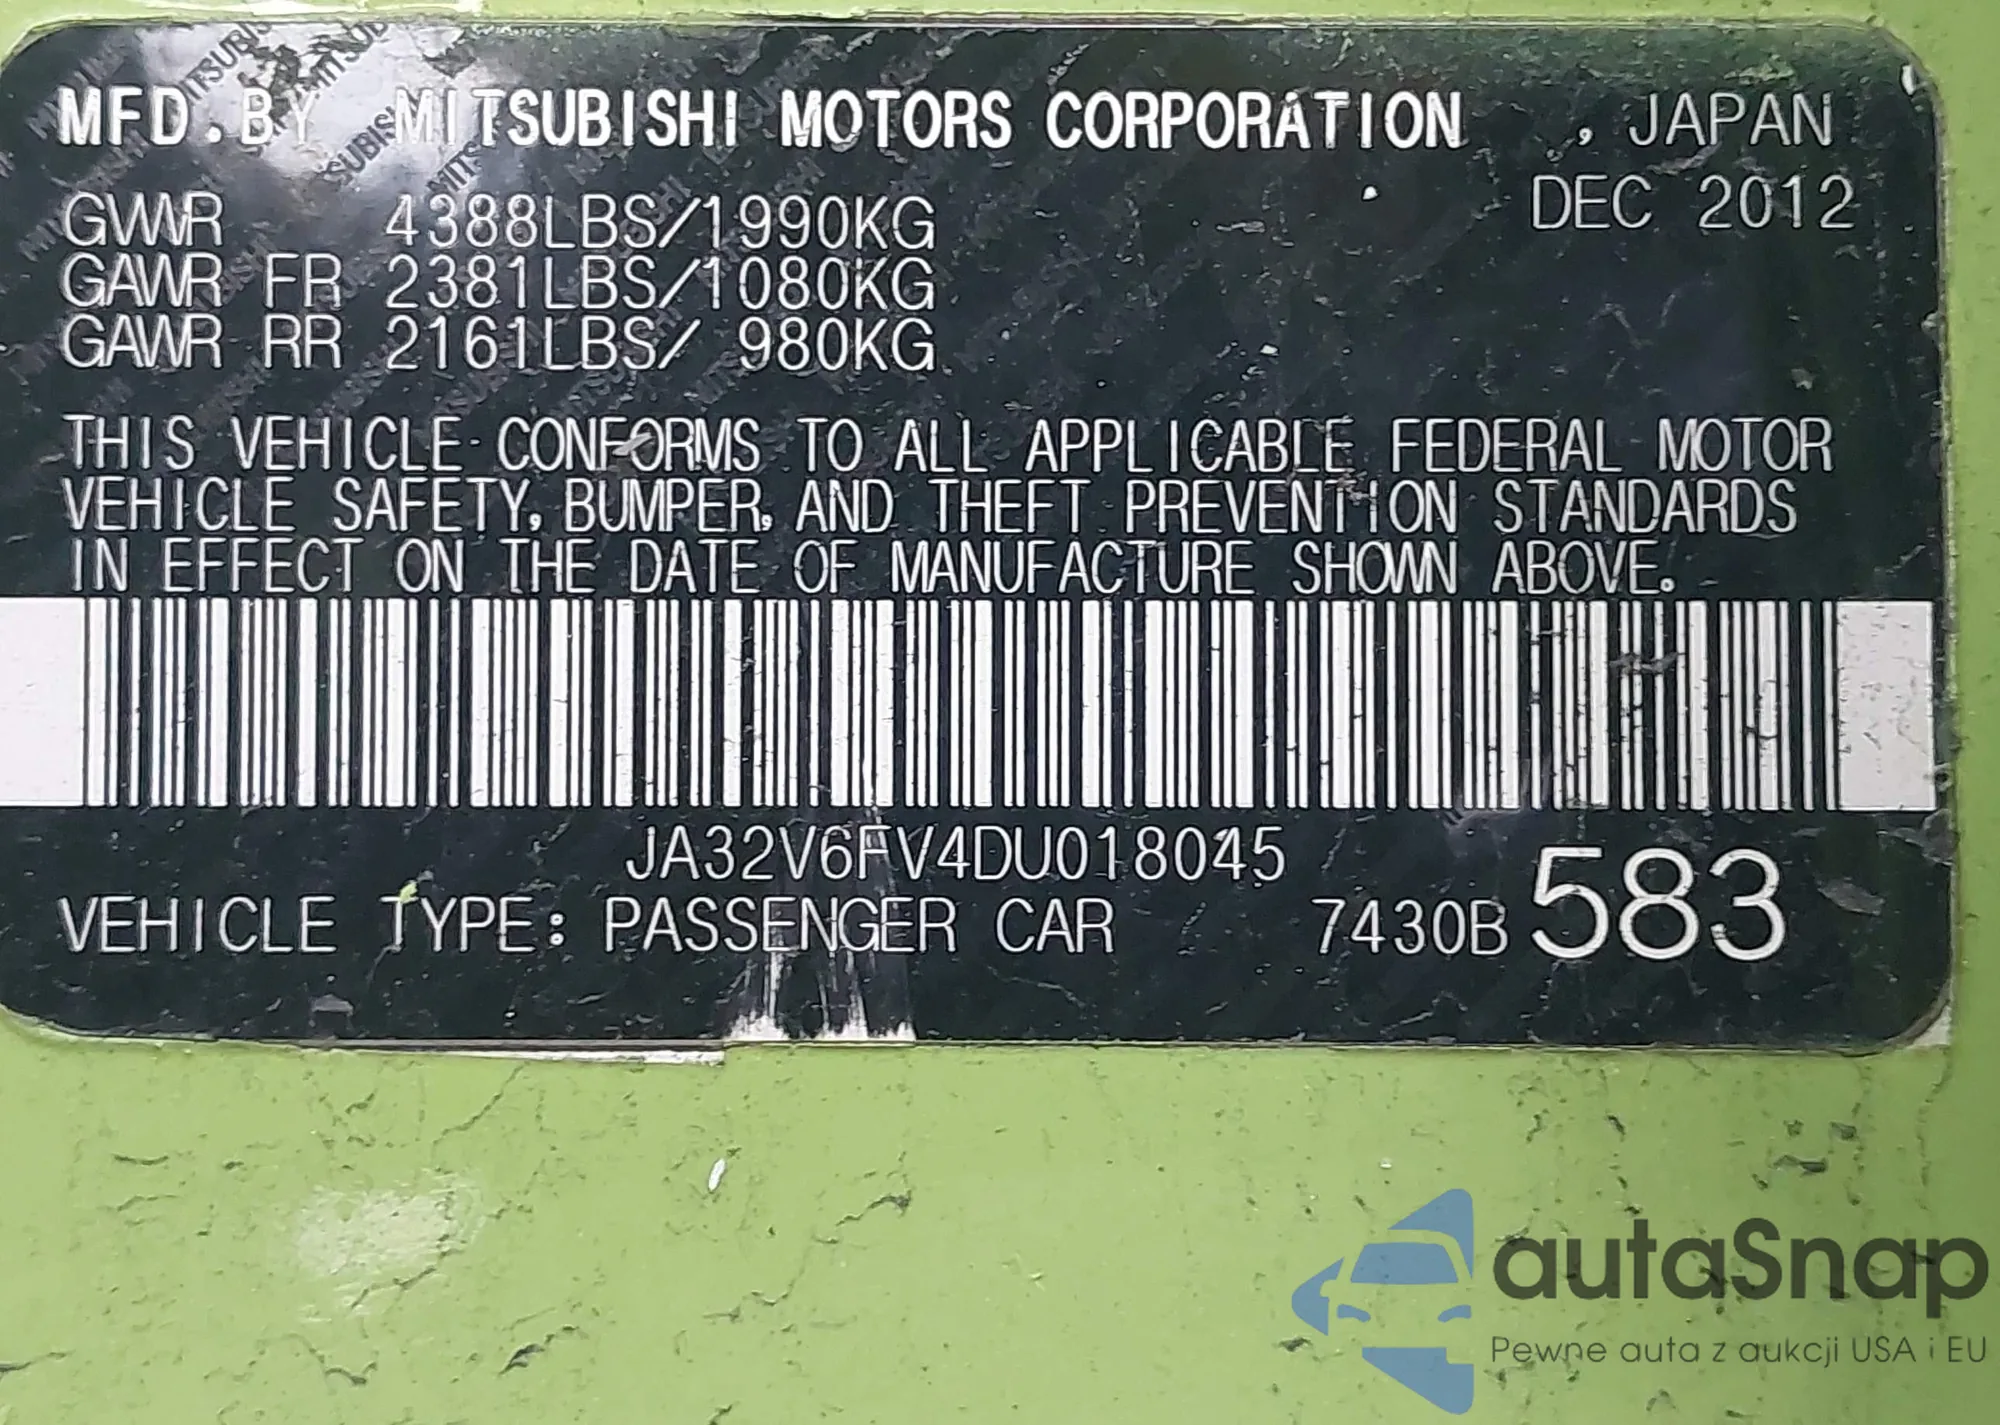 MFD.BY MITSUBISHI MOTORS CORPORATION , JAPAN
DEC 2012
GVWR 4388LBS/1990KG
GAWR FR 2381LBS/1080KG
GAWR RR 2161LBS/ 980KG
THIS VEHICLE CONFORMS TO ALL APPLICABLE FEDERAL MOTOR
VEHICLE SAFETY, BUMPER, AND THEFT PREVENTION STANDARDS
IN EFFECT ON THE DATE OF MANUFACTURE SHOWN ABOVE.
JA32V6FV4DU018045
VEHICLE TYPE: PASSENGER CAR 7430B 583
autaSnap
Pewne auta z aukcji USA i EU